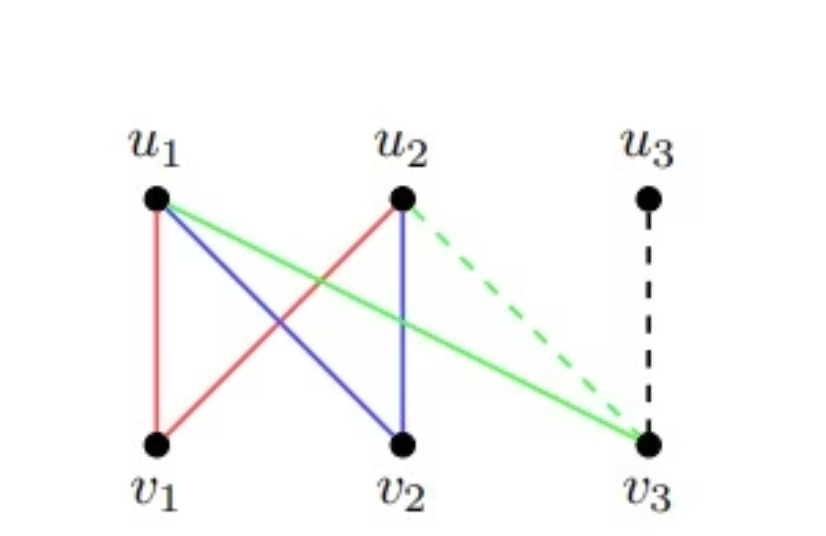 u₁ u₂ u₃
v₁ v₂ v₃